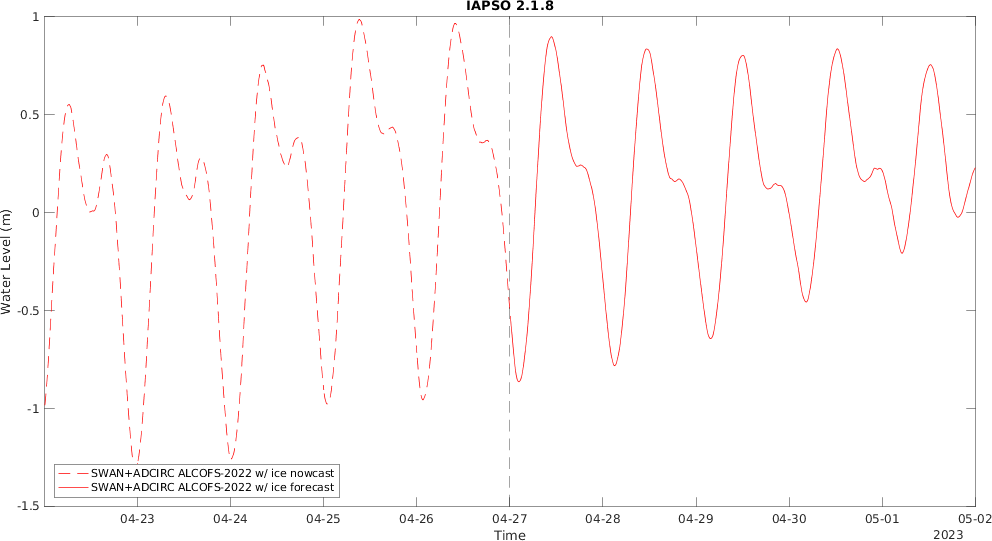 IAPSO 2.1.8
1
0.5
0
-0.5
-1
-1.5
Water Level (m)
SWAN+ADCIRC ALCOFS-2022 w/ ice nowcast
SWAN+ADCIRC ALCOFS-2022 w/ ice forecast
04-23 04-24 04-25 04-26 04-27 04-28 04-29 04-30 05-01 05-02
Time
2023